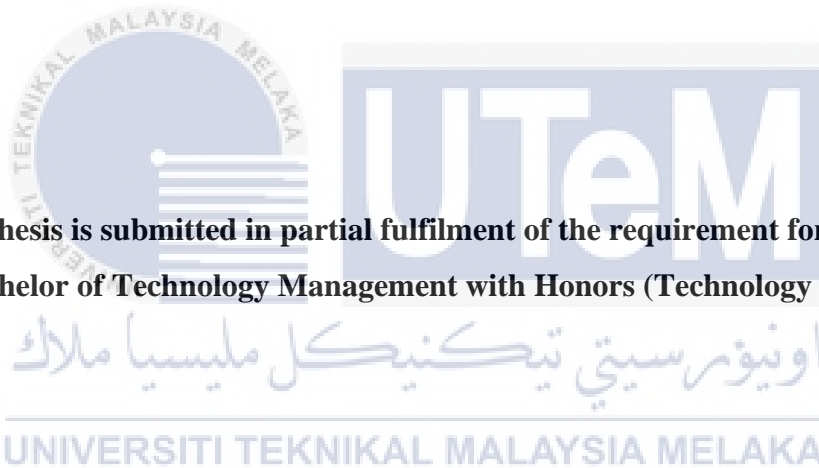 UNIVERSITI TEKNIKAL MALAYSIA MELAKA
UTeM
hesis is submitted in partial fulfilment of the requirement for
helor of Technology Management with Honors (Technology
اونيۏرسيتي تيكنيكل مليسيا ملاك
UNIVERSITI TEKNIKAL MALAYSIA MELAKA